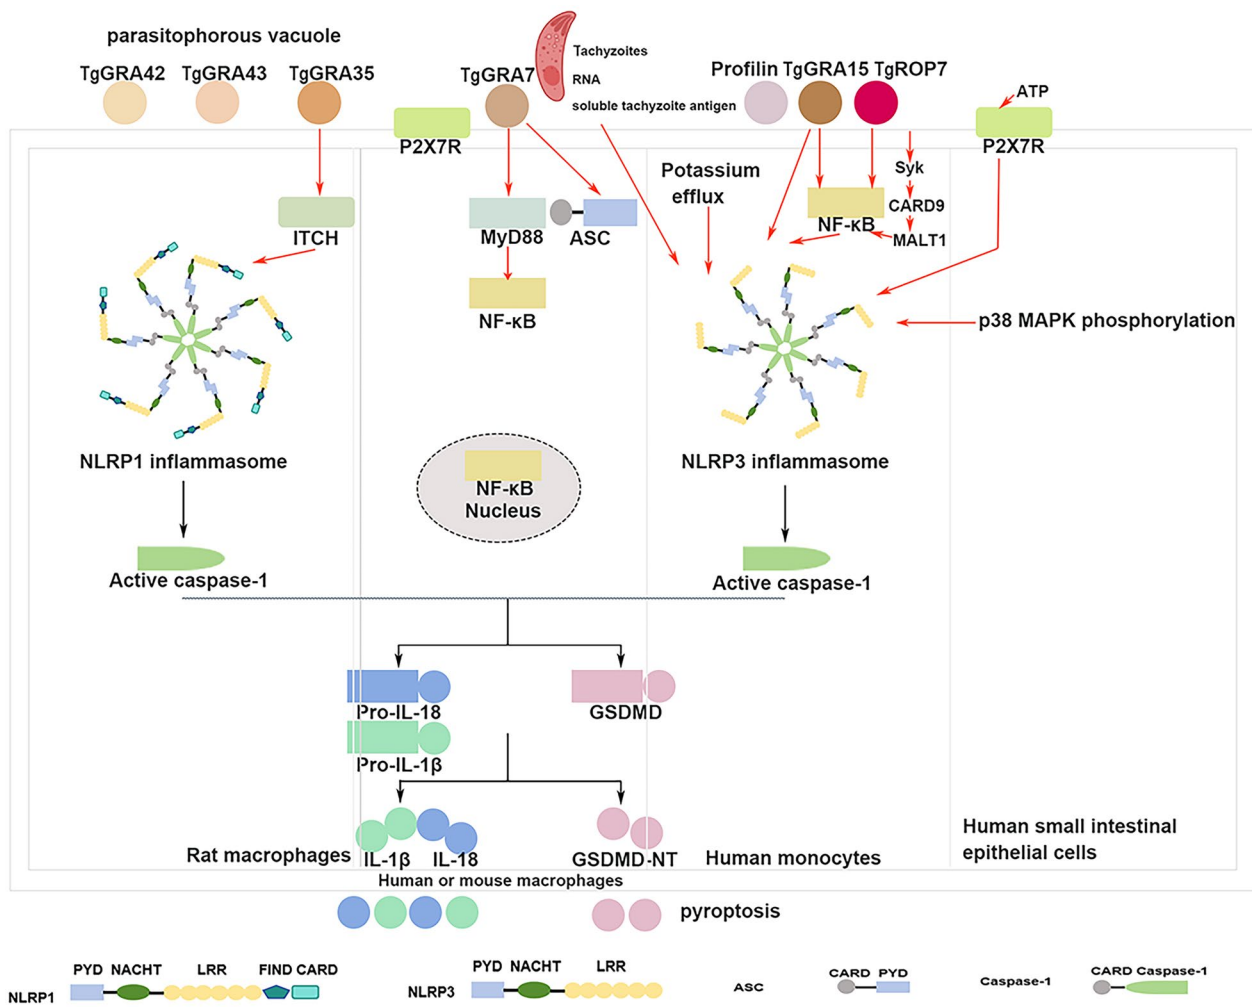 parasitophorous vacuole
TgGRA42
TgGRA43
TgGRA35
TgGRA7
Tachyzoites
RNA
soluble tachyzoite antigen
Profilin
TgGRA15
TgROP7
ATP
P2X7R
P2X7R
Potassium
efflux
Syk
CARD9
MALT1
NF-κB
ITCH
MyD88
ASC
NF-κB
p38 MAPK phosphorylation
NLRP1 inflammasome
NLRP3 inflammasome
NF-κB
Nucleus
Active caspase-1
Active caspase-1
Pro-IL-18
GSDMD
Pro-IL-1β
Rat macrophages
IL-1β
IL-18
GSDMD-NT
Human monocytes
Human small intestinal
epithelial cells
Human or mouse macrophages
pyroptosis
PYD NACHT LRR FIND CARD
NLRP1
PYD NACHT LRR
NLRP3
CARD PYD
ASC
CARD Caspase-1
Caspase-1